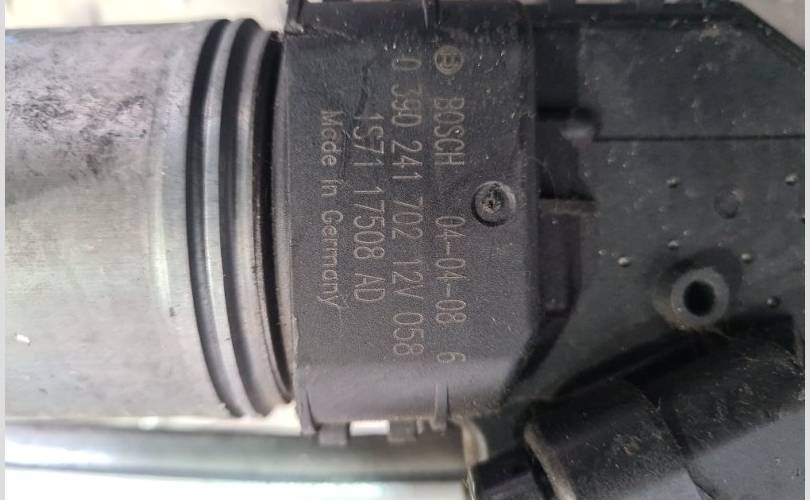 BOSCH 04-04-08 6
0 390 241 702 12V 058
1S71 17508 AD
Made in Germany